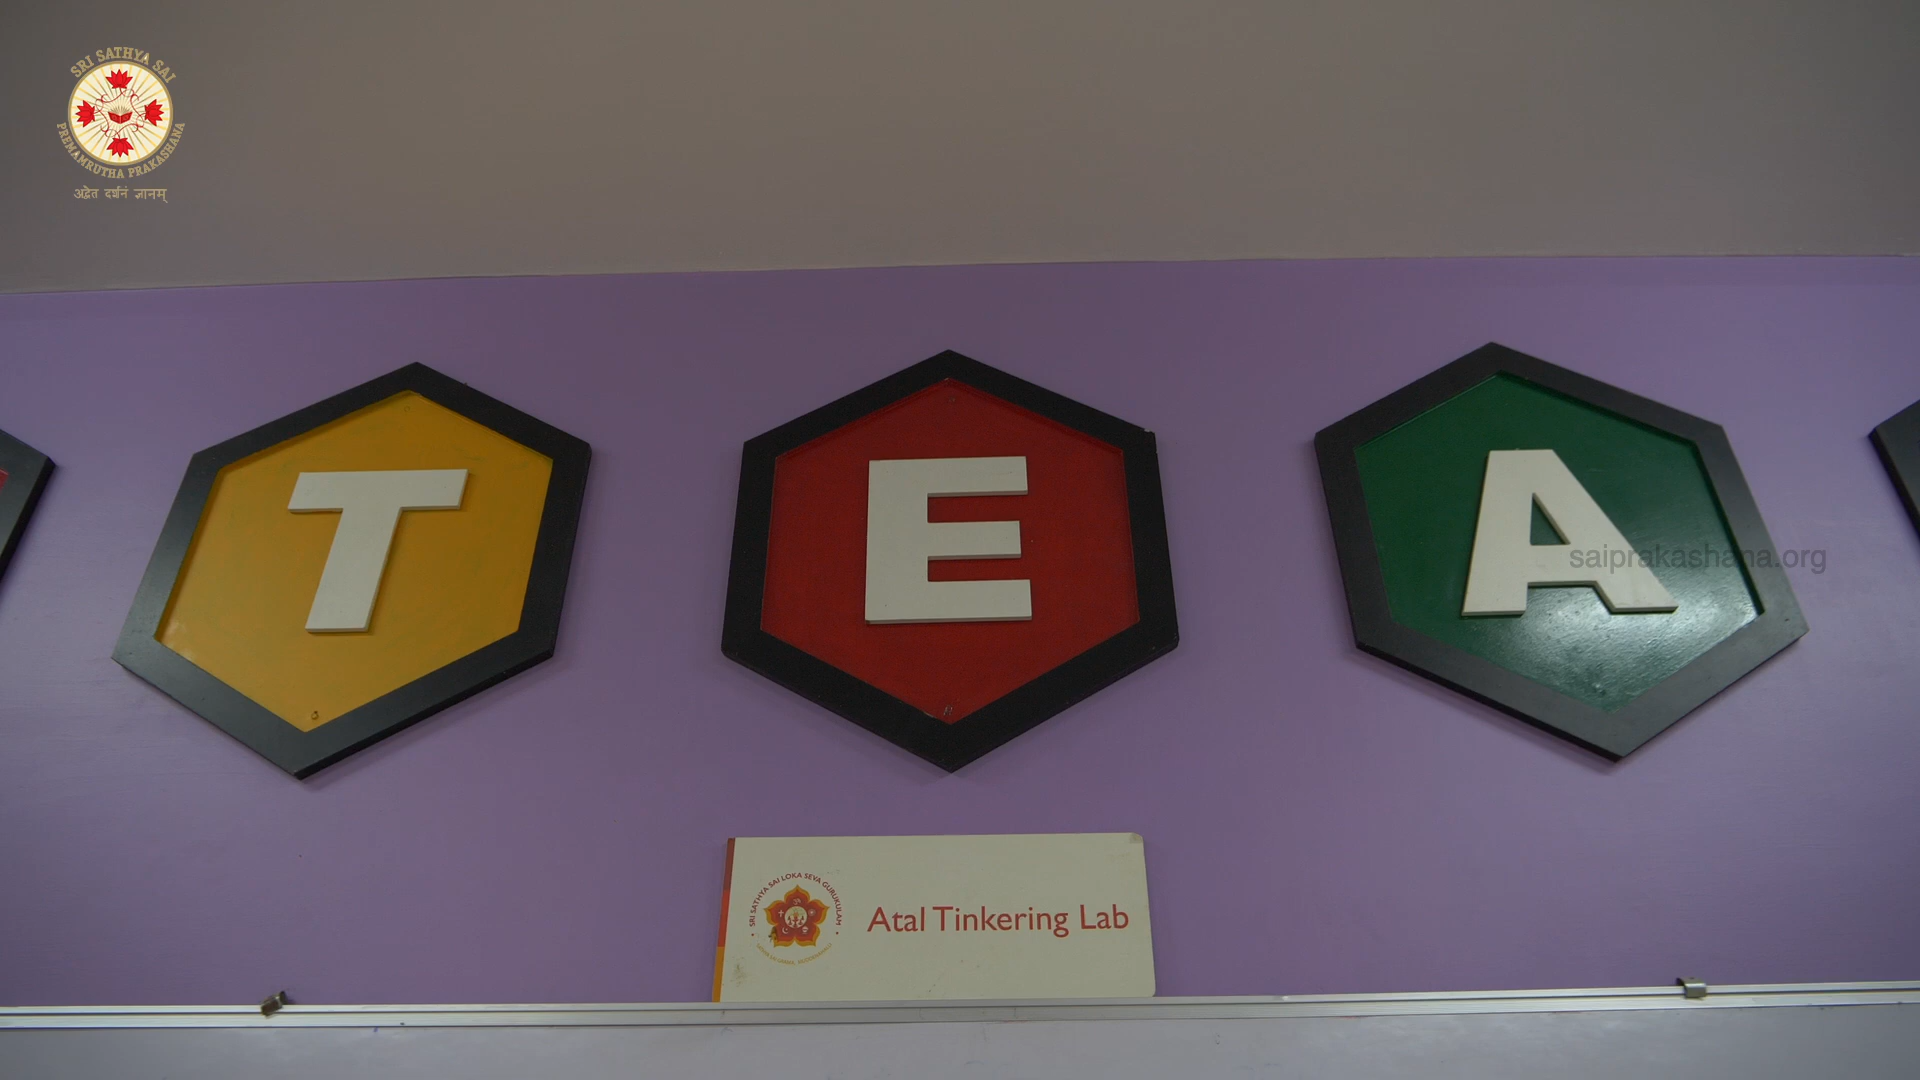 SRI SATHYA SAI
PREMAMRUTHA PRAKASHANA
अद्वैत दर्शनं ज्ञानम्
T E A
saiprakashana.org
SRI SATHYA SAI LOKA SEVA GURUKULAM
Atal Tinkering Lab